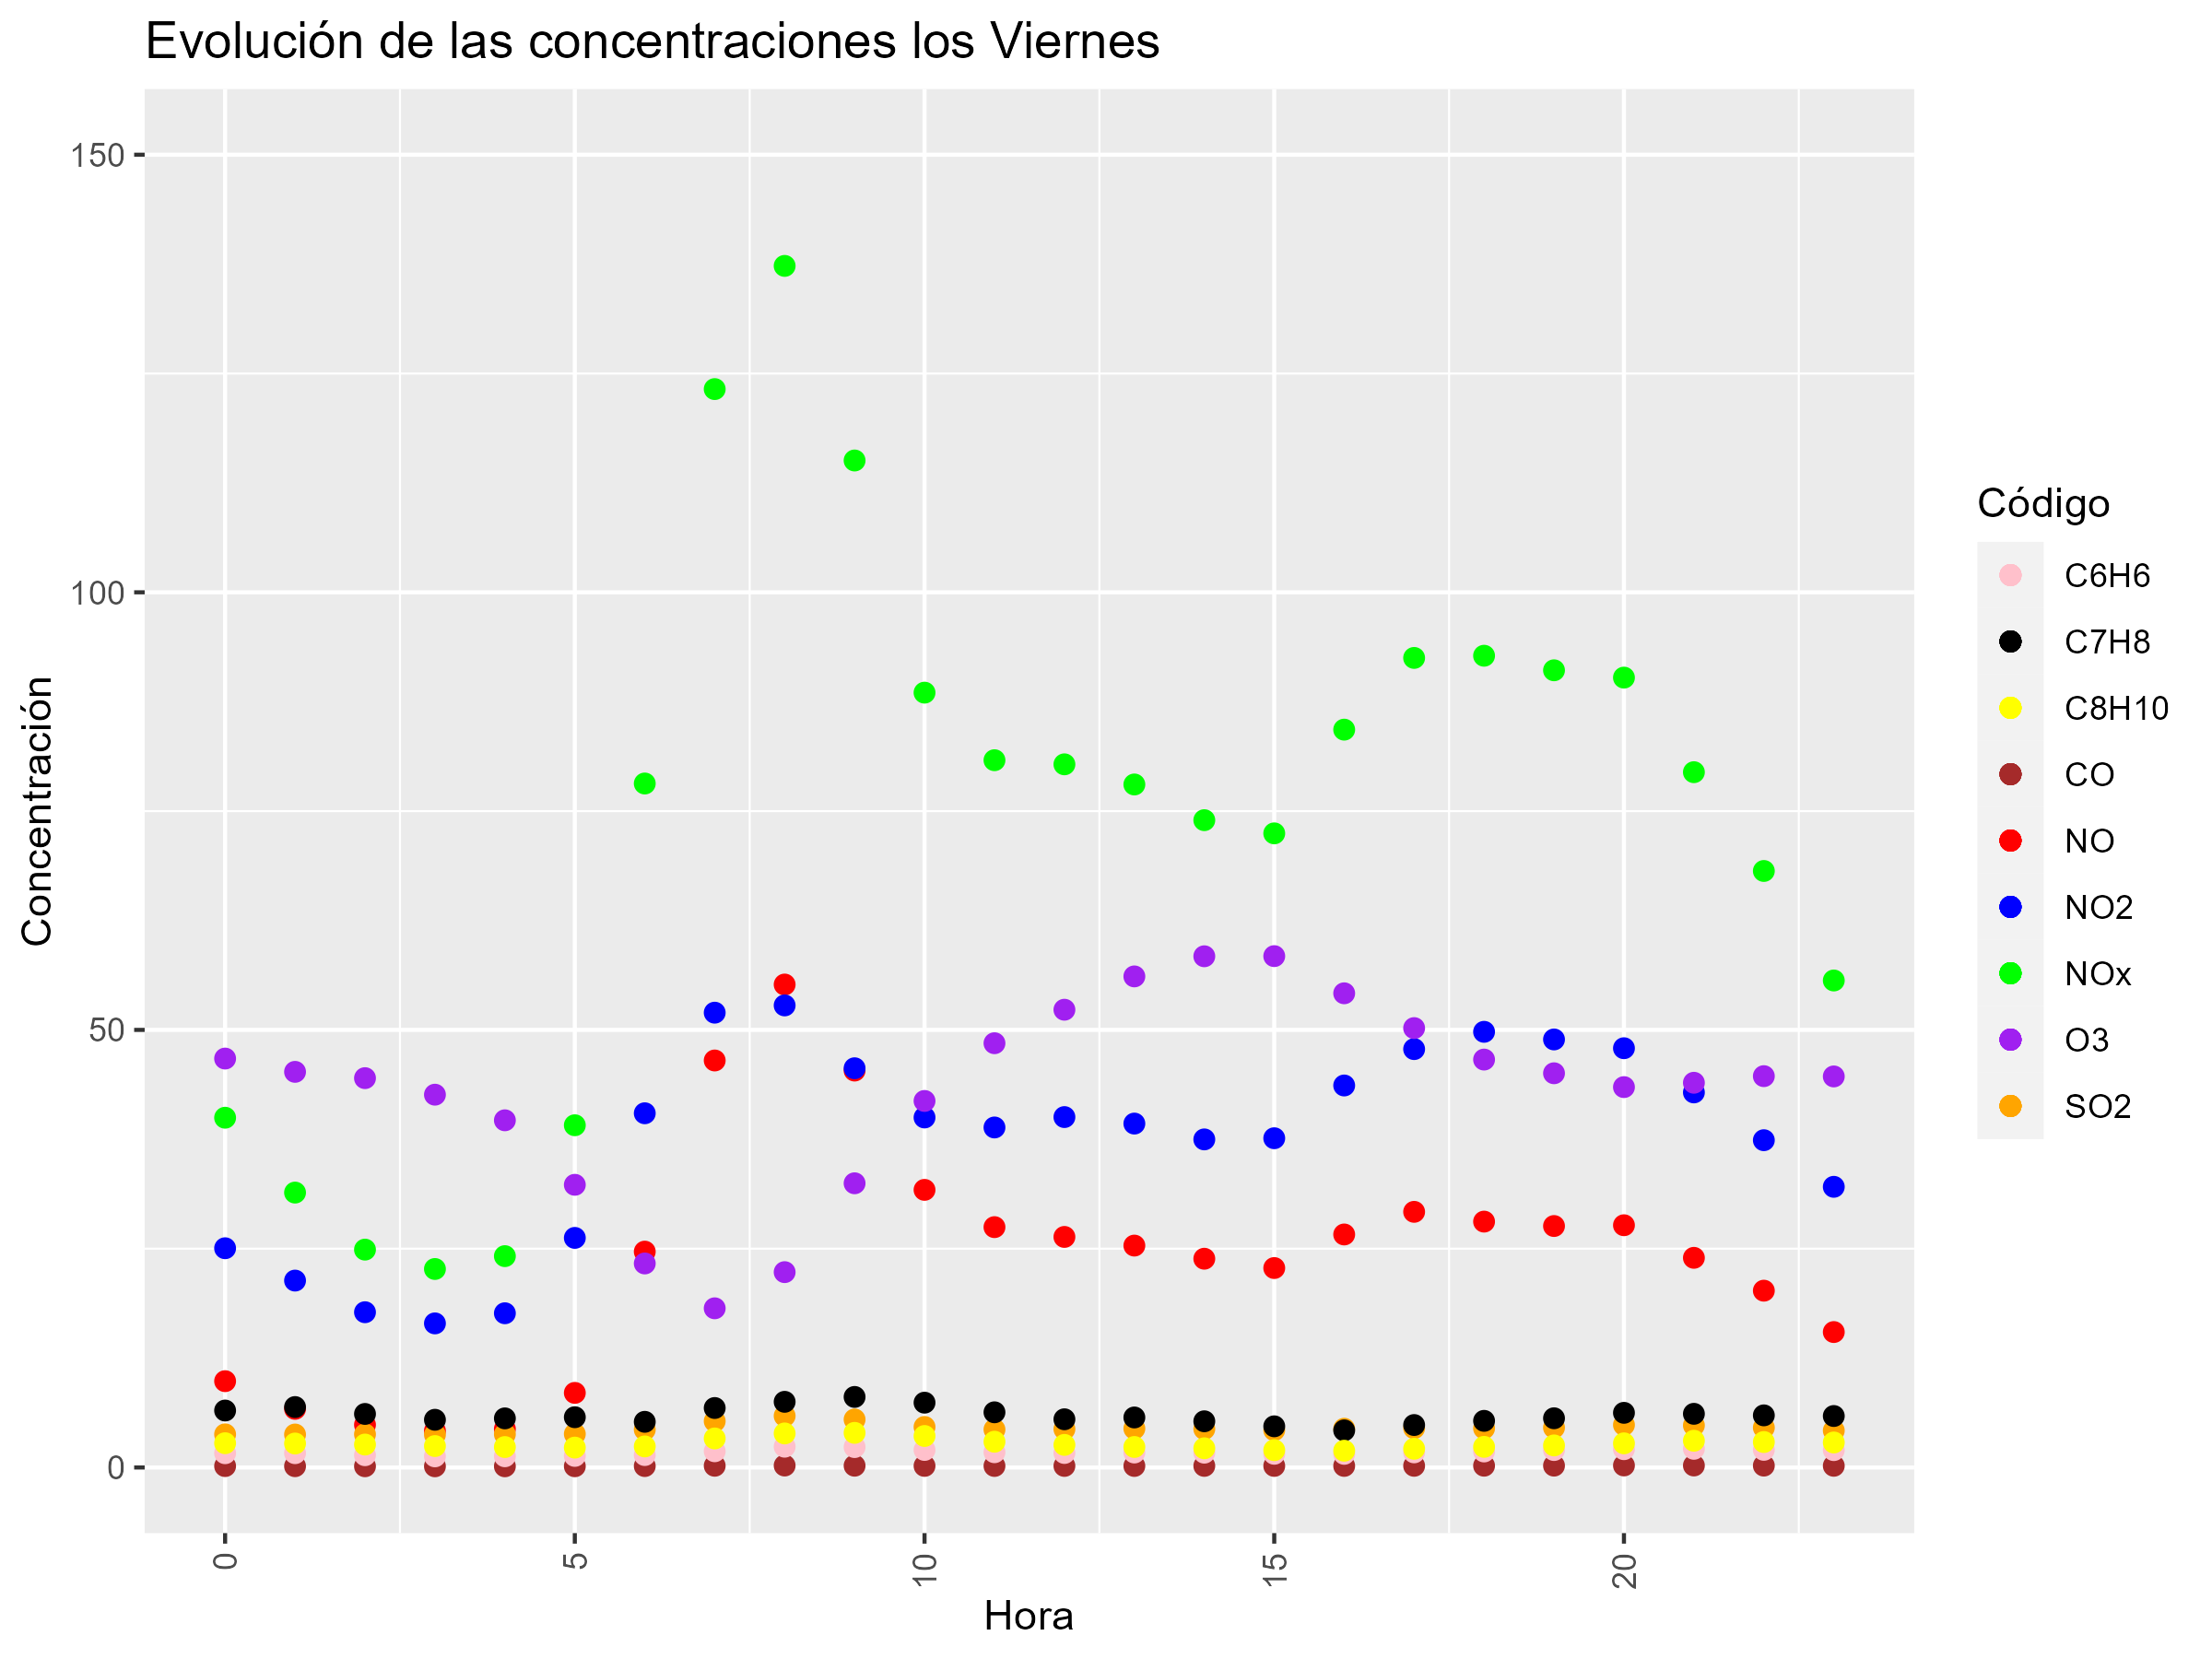 Evolución de las concentraciones los Viernes
150
100
50
0
Concentración
0
5
10
15
20
Hora
Código
C6H6
C7H8
C8H10
CO
NO
NO2
NOx
O3
SO2